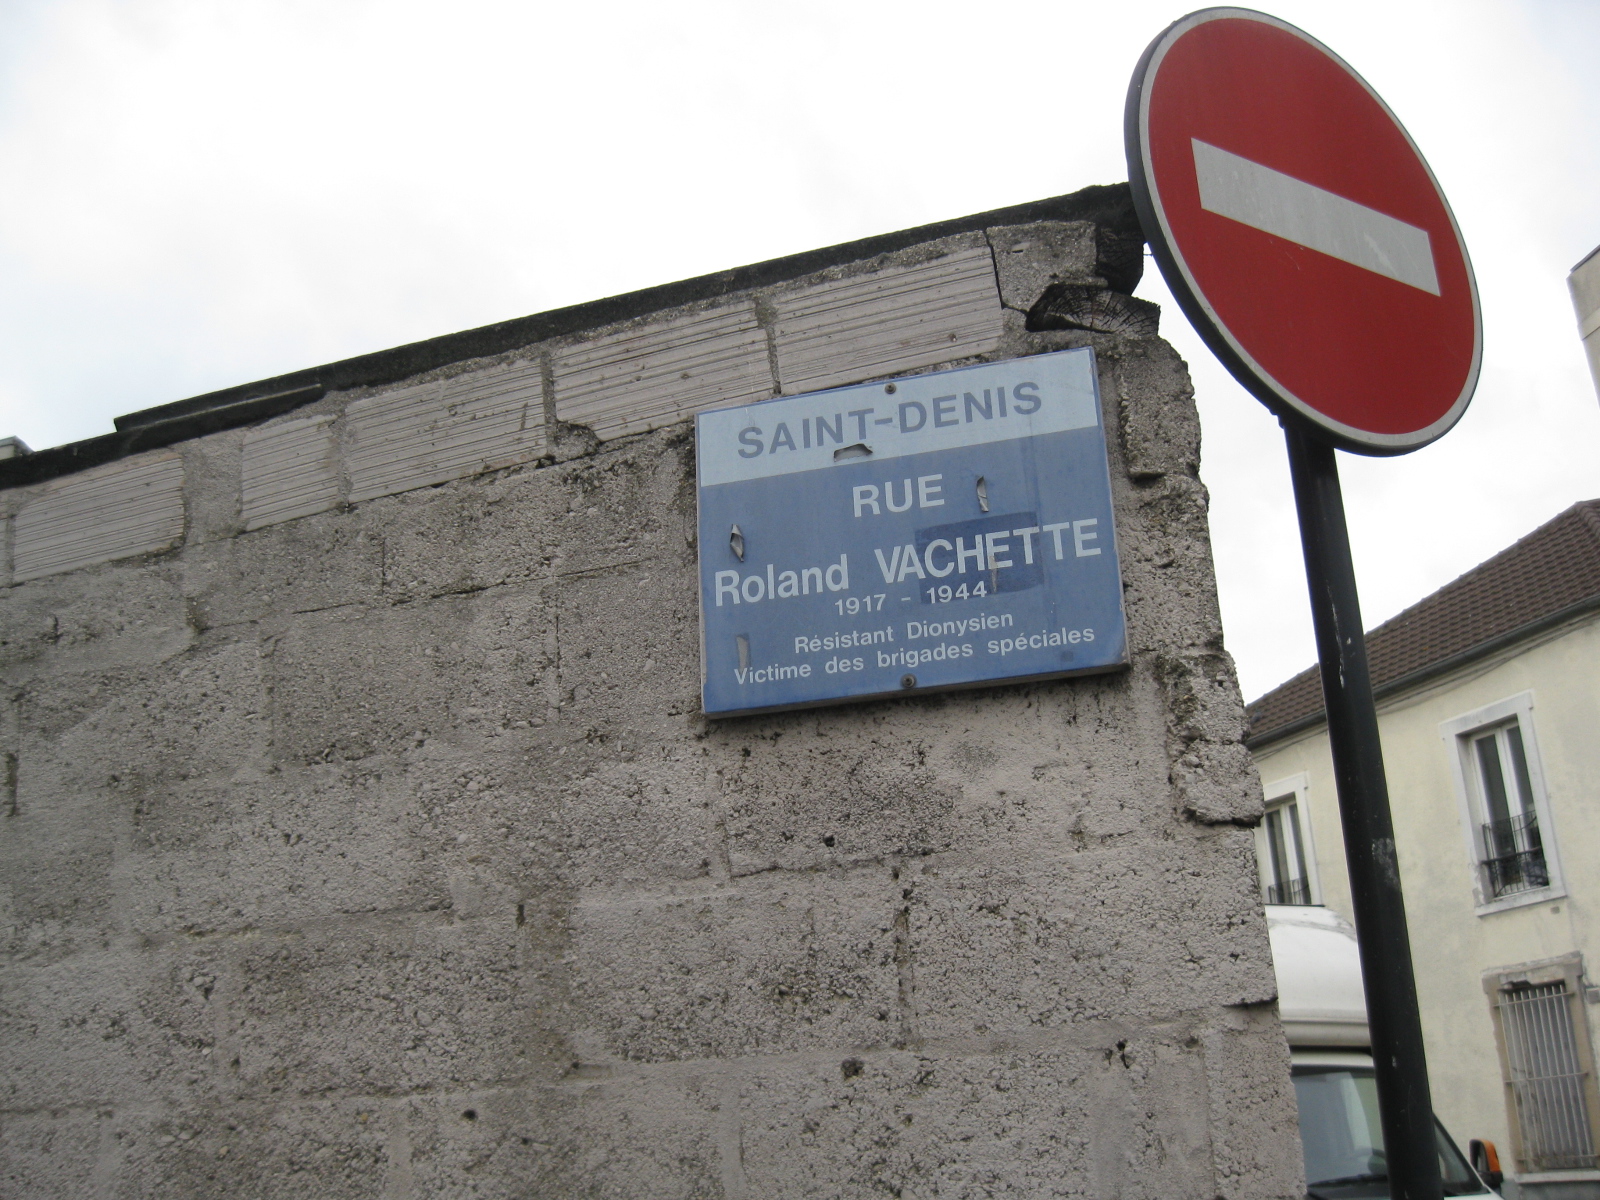 SAINT-DENIS
RUE
Roland VACHETTE
1917 - 1944
Résistant Dionysien
Victime des brigades spéciales